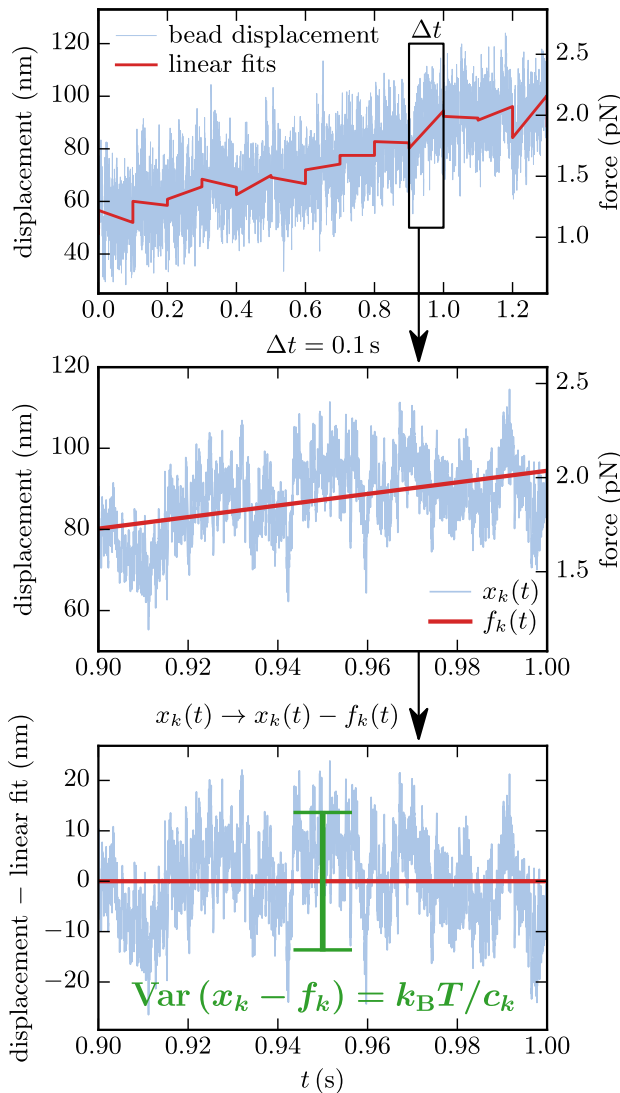 bead displacement
linear fits
Δt
displacement (nm)
120
100
80
60
40
force (pN)
2.5
2.0
1.5
1.0
0.0 0.2 0.4 0.6 0.8 1.0 1.2
Δt = 0.1 s
displacement (nm)
120
100
80
60
force (pN)
2.5
2.0
1.5
x_k(t)
f_k(t)
0.90 0.92 0.94 0.96 0.98 1.00
x_k(t) → x_k(t) − f_k(t)
displacement − linear fit (nm)
20
10
0
−10
−20
Var (x_k − f_k) = k_B T/c_k
0.90 0.92 0.94 0.96 0.98 1.00
t (s)